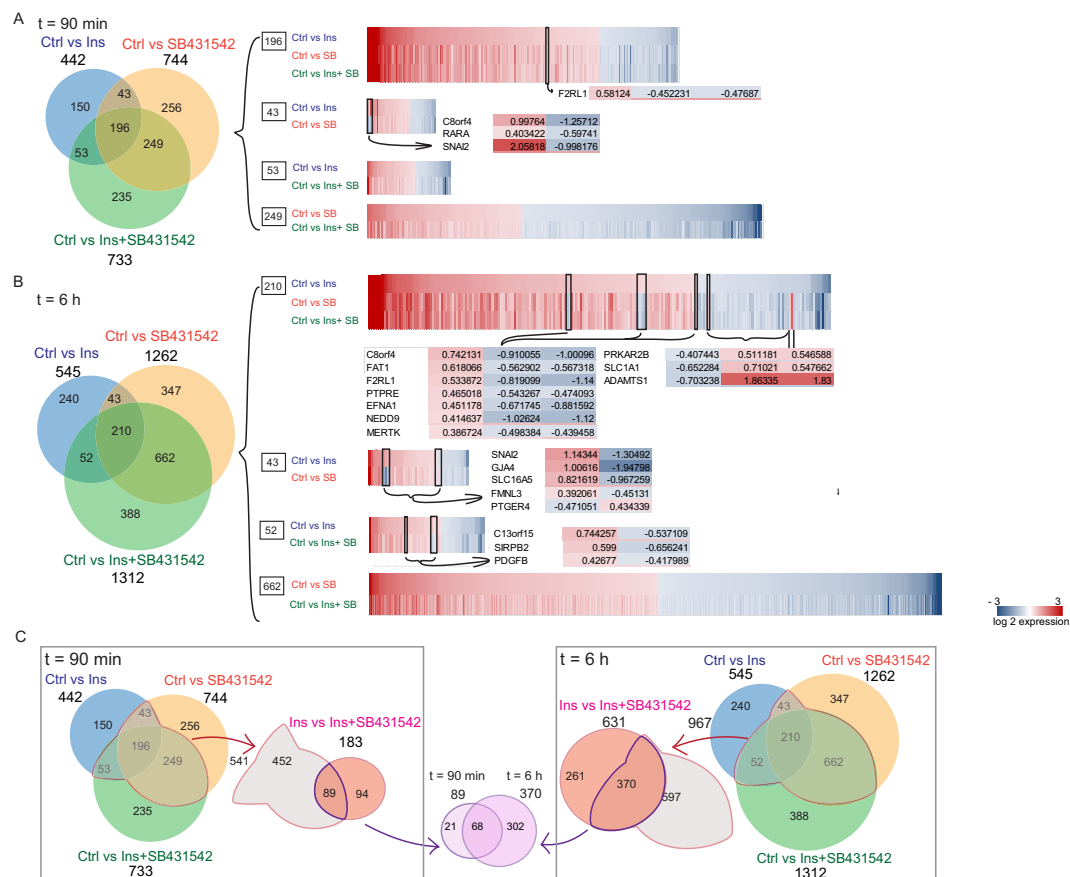 A
t = 90 min
Ctrl vs Ins
442
Ctrl vs SB431542
744
150
43
256
196
53
249
235
Ctrl vs Ins+SB431542
733
196
Ctrl vs Ins
Ctrl vs SB
Ctrl vs Ins+ SB
F2RL1 0.58124 -0.452231 -0.47687
43
Ctrl vs Ins
Ctrl vs SB
C8orf4 0.99764 -1.25712
RARA 0.403422 -0.59741
SNAI2 2.05818 -0.998176
53
Ctrl vs Ins
Ctrl vs Ins+ SB
249
Ctrl vs SB
Ctrl vs Ins+ SB
B
t = 6 h
Ctrl vs SB431542
1262
Ctrl vs Ins
545
240
43
347
210
52
662
388
Ctrl vs Ins+SB431542
1312
210
Ctrl vs Ins
Ctrl vs SB
Ctrl vs Ins+ SB
C8orf4 0.742131 -0.910055 -1.00096
FAT1 0.618066 -0.562902 -0.567318
F2RL1 0.533872 -0.819099 -1.14
PTPRE 0.465018 -0.543267 -0.474093
EFNA1 0.451178 -0.671745 -0.881592
NEDD9 0.414637 -1.02624 -1.12
MERTK 0.386724 -0.498384 -0.439458
PRKAR2B -0.407443 0.511181 0.546588
SLC1A1 -0.652284 0.71021 0.547662
ADAMTS1 -0.703238 1.86335 1.83
43
Ctrl vs Ins
Ctrl vs SB
SNAI2 1.14344 -1.30492
GJA4 1.00616 -1.94798
SLC16A5 0.821619 -0.967259
FMNL3 0.392061 -0.45131
PTGER4 -0.471051 0.434339
52
Ctrl vs Ins
Ctrl vs Ins+ SB
C13orf15 0.744257 -0.537109
SIRPB2 0.599 -0.656241
PDGFB 0.42677 -0.417989
662
Ctrl vs SB
Ctrl vs Ins+ SB
- 3 3
log 2 expression
C
t = 90 min
Ctrl vs Ins
442
Ctrl vs SB431542
744
150
43
256
196
53
249
235
Ctrl vs Ins+SB431542
733
541
452
Ins vs Ins+SB431542
183
89
94
t = 90 min
89
t = 6 h
370
21
68
302
t = 6 h
Ins vs Ins+SB431542
631
967
261
370
597
Ctrl vs Ins
545
Ctrl vs SB431542
1262
240
43
347
210
52
662
388
Ctrl vs Ins+SB431542
1312